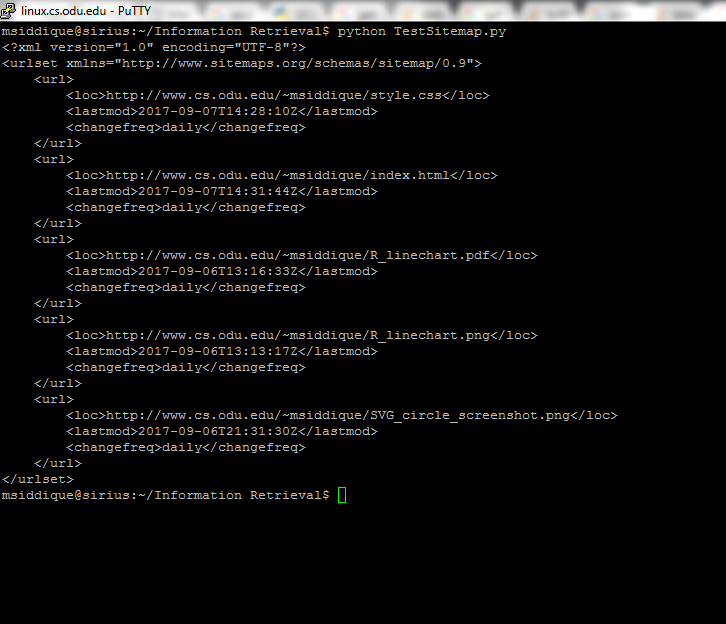 linux.cs.odu.edu - PuTTY
msiddique@sirius:~/Information Retrieval$ python TestSitemap.py
<?xml version="1.0" encoding="UTF-8"?>
<urlset xmlns="http://www.sitemaps.org/schemas/sitemap/0.9">
    <url>
        <loc>http://www.cs.odu.edu/~msiddique/style.css</loc>
        <lastmod>2017-09-07T14:28:10Z</lastmod>
        <changefreq>daily</changefreq>
    </url>
    <url>
        <loc>http://www.cs.odu.edu/~msiddique/index.html</loc>
        <lastmod>2017-09-07T14:31:44Z</lastmod>
        <changefreq>daily</changefreq>
    </url>
    <url>
        <loc>http://www.cs.odu.edu/~msiddique/R_linechart.pdf</loc>
        <lastmod>2017-09-06T13:16:33Z</lastmod>
        <changefreq>daily</changefreq>
    </url>
    <url>
        <loc>http://www.cs.odu.edu/~msiddique/R_linechart.png</loc>
        <lastmod>2017-09-06T13:13:17Z</lastmod>
        <changefreq>daily</changefreq>
    </url>
    <url>
        <loc>http://www.cs.odu.edu/~msiddique/SVG_circle_screenshot.png</loc>
        <lastmod>2017-09-06T21:31:30Z</lastmod>
        <changefreq>daily</changefreq>
    </url>
</urlset>
msiddique@sirius:~/Information Retrieval$